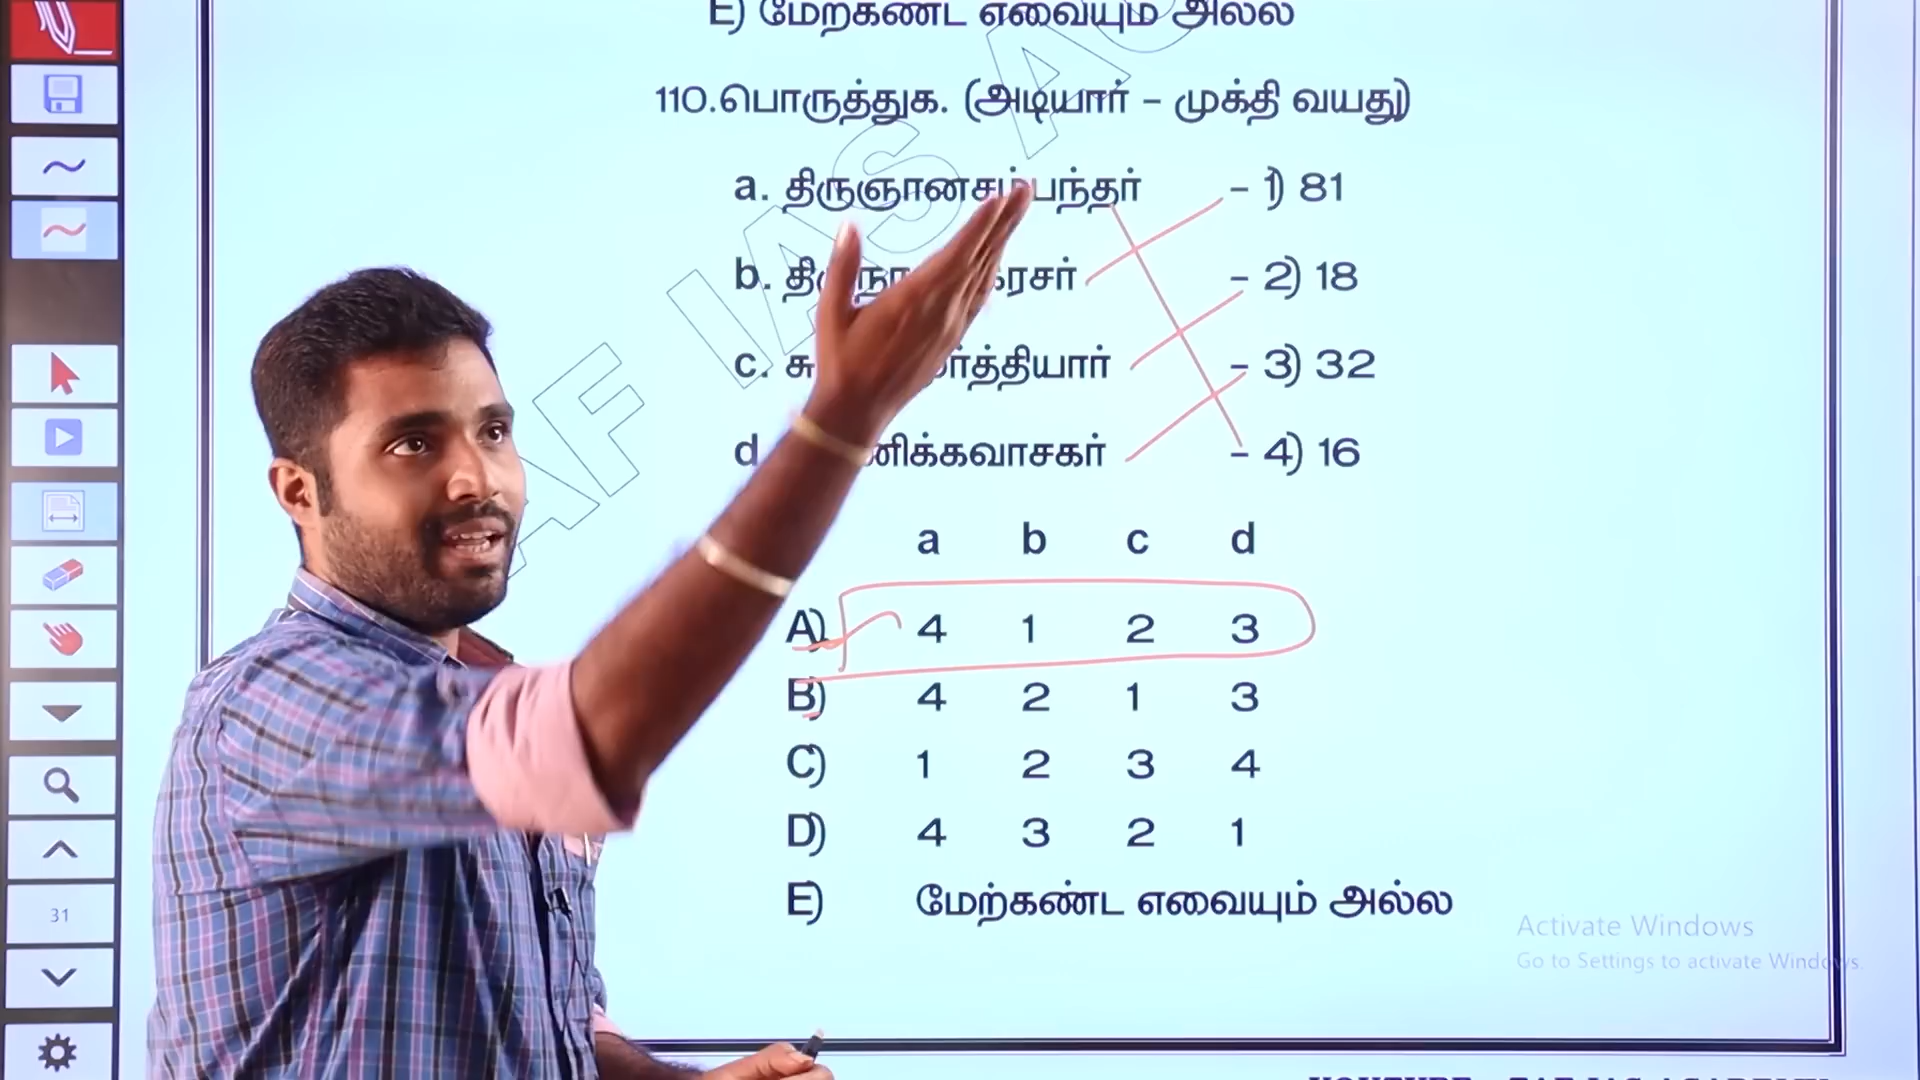 E) மேற்கண்ட எவையும் அல்ல
110.பொருத்துக. (அடியார் – முக்தி வயது)
a. திருஞானசம்பந்தர் – 1) 81
b. – 2) 18
c. – 3) 32
d – 4) 16
a b c d
A) 4 1 2 3
B) 4 2 1 3
C) 1 2 3 4
D) 4 3 2 1
E) மேற்கண்ட எவையும் அல்ல
31
Activate Windows
Go to Settings to activate Windows.